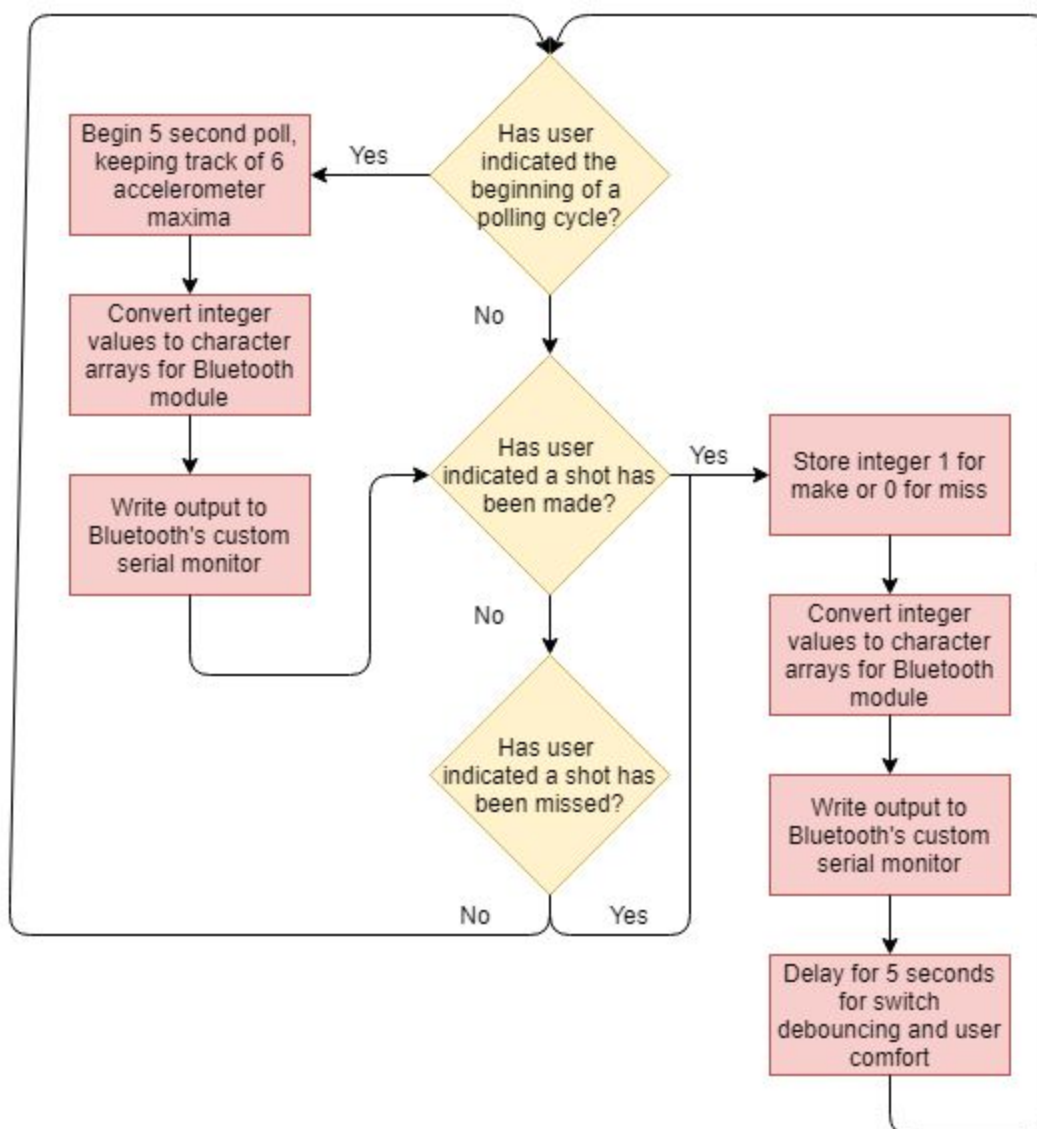 Has user
indicated the
beginning of a
polling cycle?
Yes
Begin 5 second poll,
keeping track of 6
accelerometer
maxima
Convert integer
values to character
arrays for Bluetooth
module
Write output to
Bluetooth's custom
serial monitor
No
Has user
indicated a shot has
been made?
Yes
Store integer 1 for
make or 0 for miss
No
Has user
indicated a shot has
been missed?
No
Yes
Convert integer
values to character
arrays for Bluetooth
module
Write output to
Bluetooth's custom
serial monitor
Delay for 5 seconds
for switch
debouncing and user
comfort